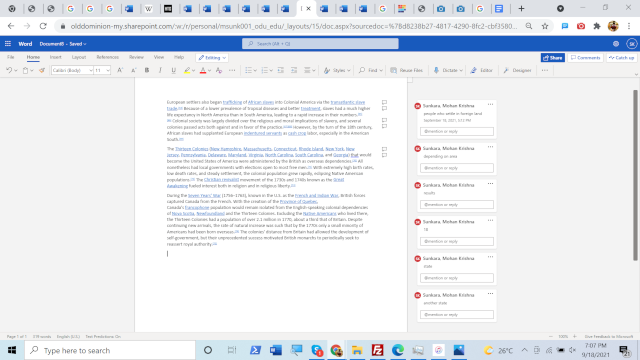 olddominion-my.sharepoint.com/:w:/r/personal/msunk001_odu_edu/_layouts/15/doc.aspx?sourcedoc=%7Bd8238b27-4817-4290-8fc2-cbf3580...
Word Document5 - Saved
Search (Alt + Q)
SK
File Home Insert Layout References Review View Help Editing
Share Comments Catch up
Calibri (Body) 11 Styles Find Reuse Files Dictate Editor Designer
European settlers also began trafficking of African slaves into Colonial America via the transatlantic slave
trade. Because of a lower prevalence of tropical diseases and better treatment, slaves had a much higher
life expectancy in North America than in South America, leading to a rapid increase in their numbers.
Colonial society was largely divided over the religious and moral implications of slavery, and several
colonies passed acts both against and in favor of the practice. However, by the turn of the 18th century,
African slaves had supplanted European indentured servants as cash crop labor, especially in the American
South.
The Thirteen Colonies (New Hampshire, Massachusetts, Connecticut, Rhode Island, New York, New
Jersey, Pennsylvania, Delaware, Maryland, Virginia, North Carolina, South Carolina, and Georgia) that would
become the United States of America were administered by the British as overseas dependencies. All
nonetheless had local governments with elections open to most free men. With extremely high birth rates,
low death rates, and steady settlement, the colonial population grew rapidly, eclipsing Native American
populations. The Christian revivalist movement of the 1730s and 1740s known as the Great
Awakening fueled interest both in religion and in religious liberty.
During the Seven Years' War (1756–1763), known in the U.S. as the French and Indian War, British forces
captured Canada from the French. With the creation of the Province of Quebec,
Canada's francophone population would remain isolated from the English-speaking colonial dependencies
of Nova Scotia, Newfoundland and the Thirteen Colonies. Excluding the Native Americans who lived there,
the Thirteen Colonies had a population of over 2.1 million in 1770, about a third that of Britain. Despite
continuing new arrivals, the rate of natural increase was such that by the 1770s only a small minority of
Americans had been born overseas. The colonies' distance from Britain had allowed the development of
self-government, but their unprecedented success motivated British monarchs to periodically seek to
reassert royal authority.
Sunkara, Mohan Krishna
people who settle in foreign land
September 18, 2021, 3:22 PM
@mention or reply
Sunkara, Mohan Krishna
depending on area
@mention or reply
Sunkara, Mohan Krishna
results
@mention or reply
Sunkara, Mohan Krishna
18
@mention or reply
Sunkara, Mohan Krishna
state
@mention or reply
Sunkara, Mohan Krishna
another state
@mention or reply
Page 1 of 1 319 words English (U.S.) Text Predictions: On
100% Give Feedback to Microsoft
Type here to search
26°C
7:07 PM
9/18/2021